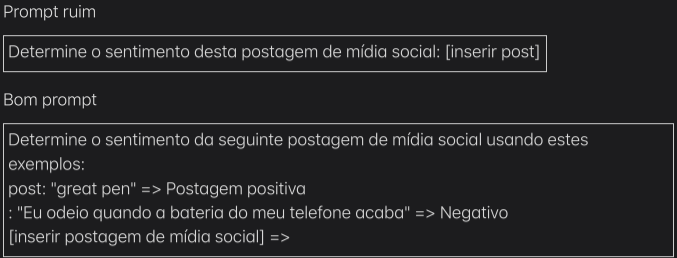 Prompt ruim
Determine o sentimento desta postagem de mídia social: [inserir post]
Bom prompt
Determine o sentimento da seguinte postagem de mídia social usando estes
exemplos:
post: "great pen" => Postagem positiva
: "Eu odeio quando a bateria do meu telefone acaba" => Negativo
[inserir postagem de mídia social] =>